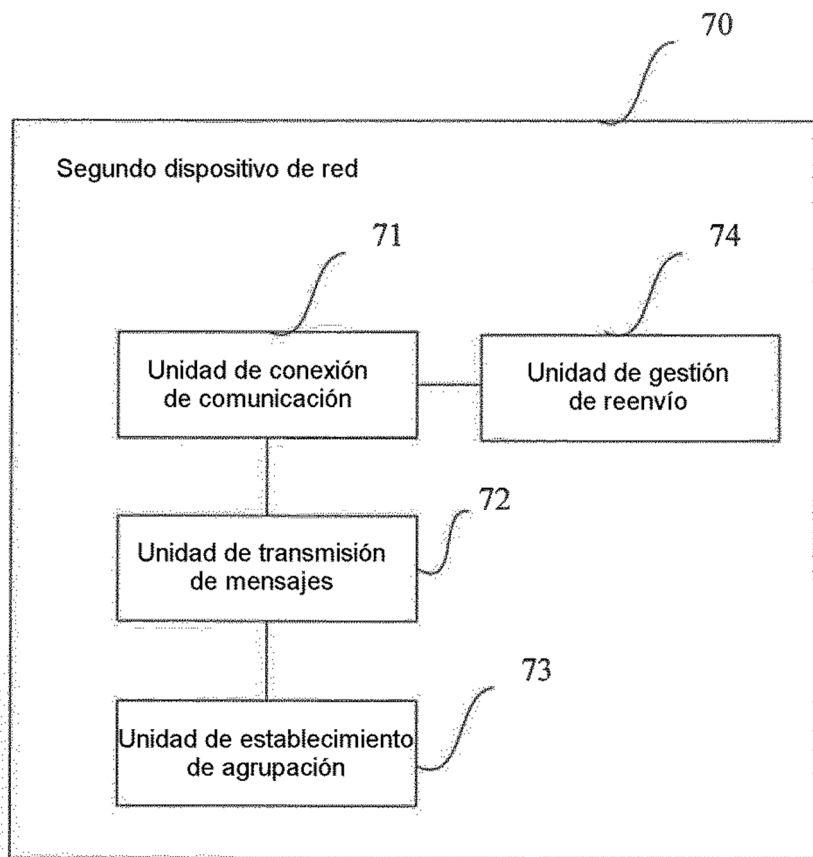 70
Segundo dispositivo de red
71
74
Unidad de conexión
de comunicación
Unidad de gestión
de reenvío
72
Unidad de transmisión
de mensajes
73
Unidad de establecimiento
de agrupación